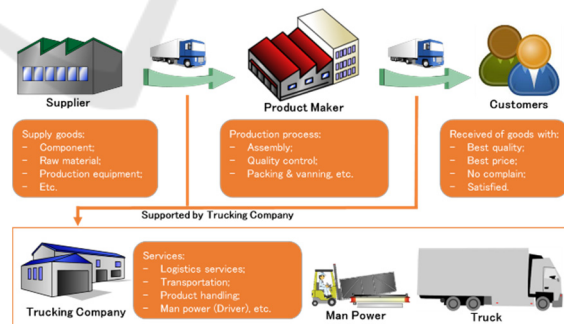 Supplier
Product Maker
Customers
Supply goods:
- Component;
- Raw material;
- Production equipment;
- Etc.
Production process:
- Assembly;
- Quality control;
- Packing & vanning, etc.
Received of goods with:
- Best quality;
- Best price;
- No complain;
- Satisfied.
Supported by Trucking Company
Trucking Company
Services:
- Logistics services;
- Transportation;
- Product handling;
- Man power (Driver), etc.
Man Power
Truck